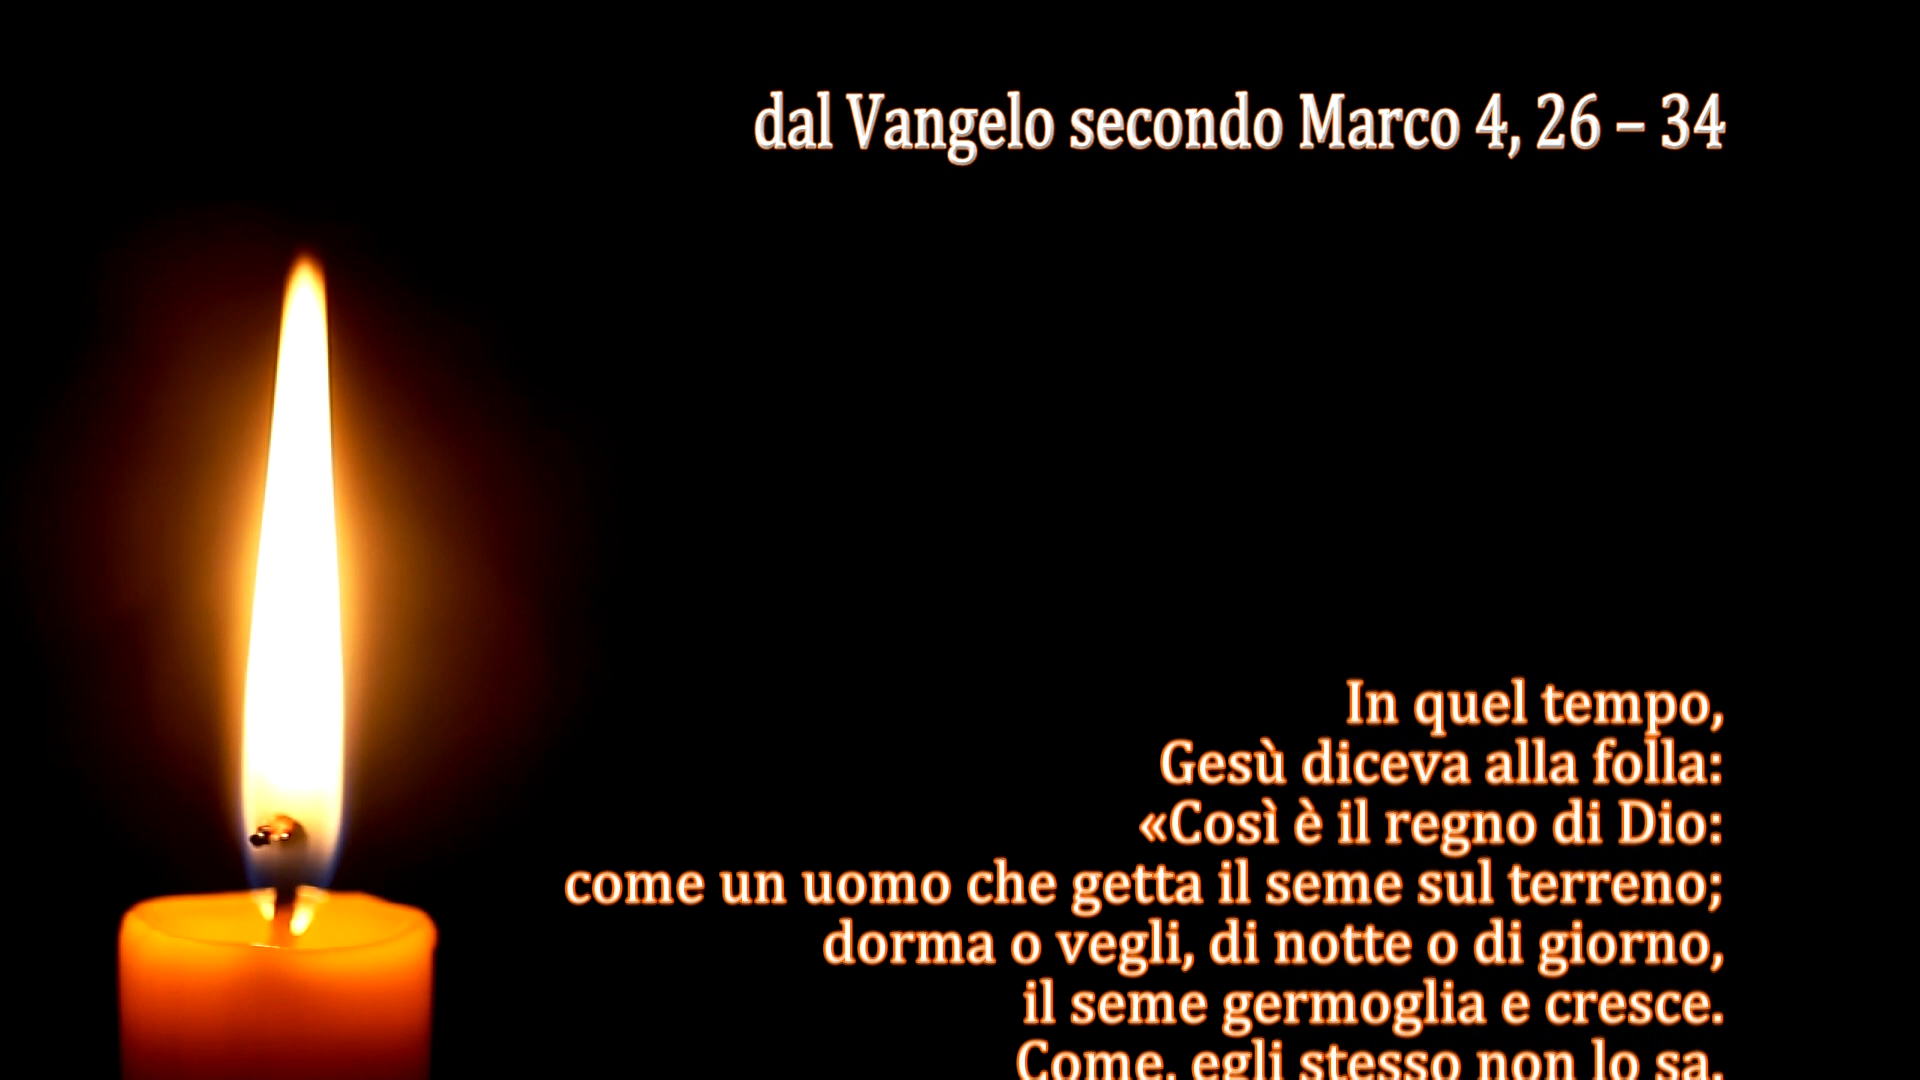 dal Vangelo secondo Marco 4, 26 – 34
In quel tempo,
Gesù diceva alla folla:
«Così è il regno di Dio:
come un uomo che getta il seme sul terreno;
dorma o vegli, di notte o di giorno,
il seme germoglia e cresce.
Come, egli stesso non lo sa.